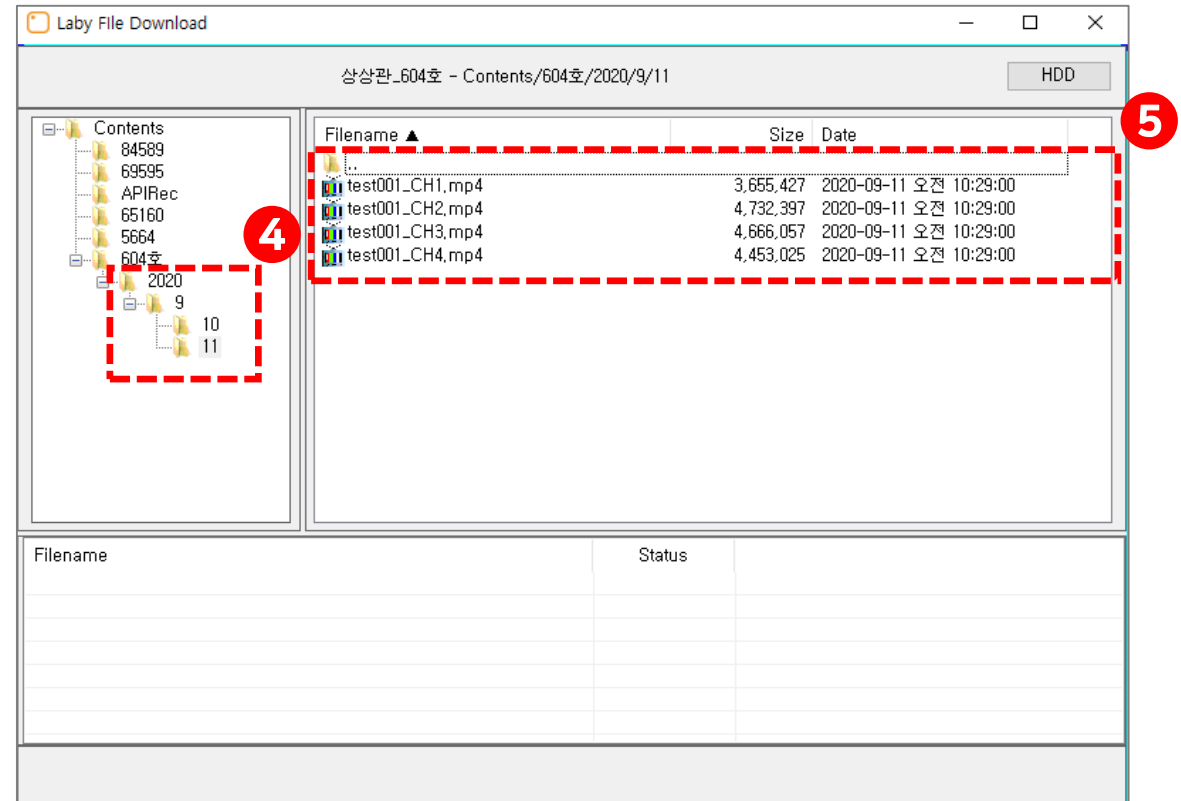 Laby FIle Download
상상관_604호 - Contents/604호/2020/9/11
HDD
Contents
84589
69595
APIRec
65160
5664
604호
2020
9
10
11
4
Filename ▲ Size Date
5
..
test001_CH1.mp4 3,655,427 2020-09-11 오전 10:29:00
test001_CH2.mp4 4,732,397 2020-09-11 오전 10:29:00
test001_CH3.mp4 4,666,057 2020-09-11 오전 10:29:00
test001_CH4.mp4 4,453,025 2020-09-11 오전 10:29:00
Filename Status